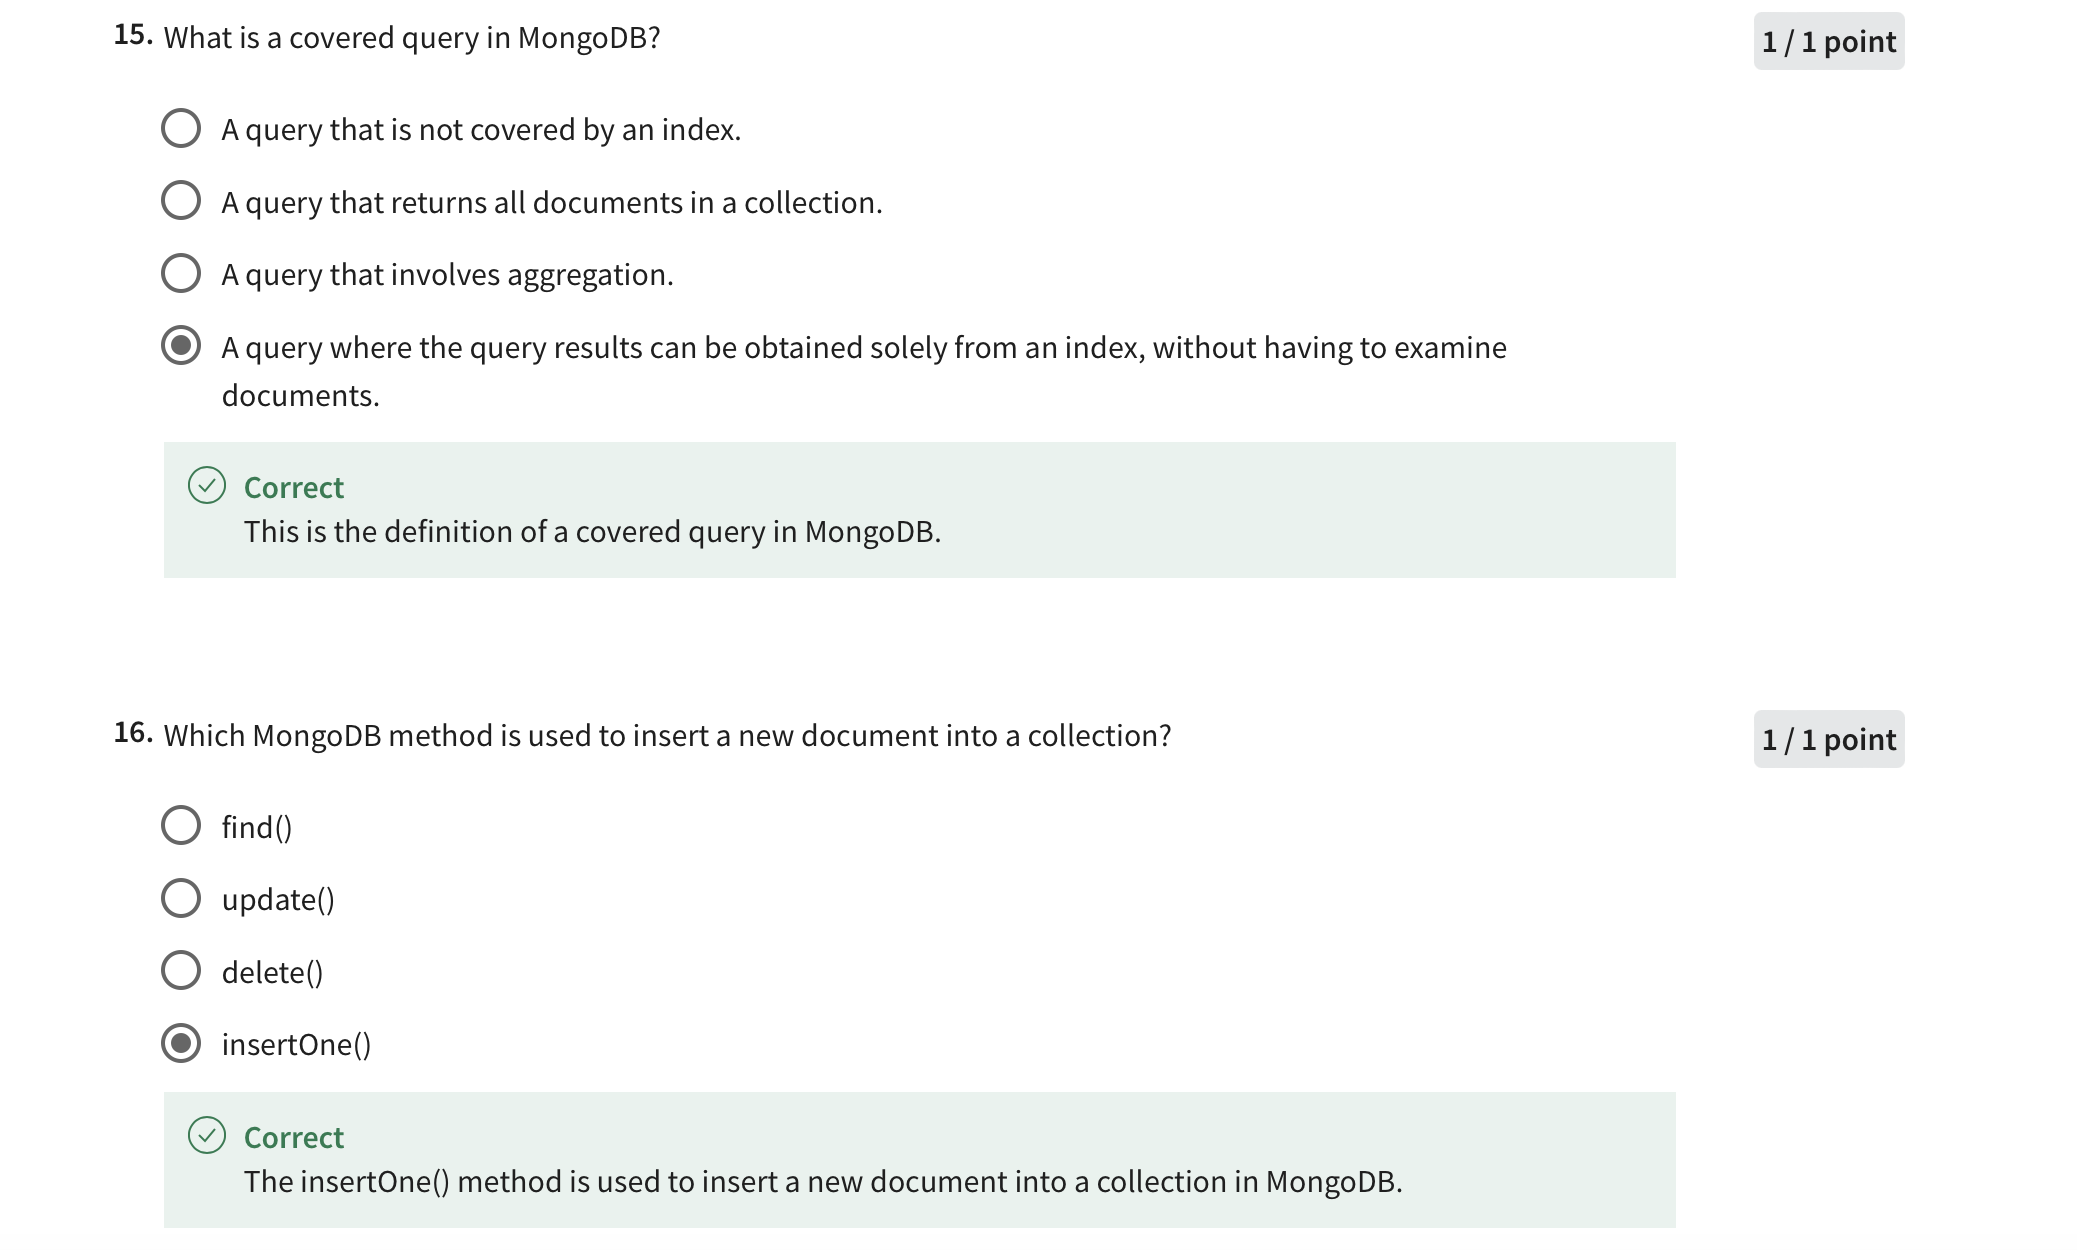 15. What is a covered query in MongoDB?
1 / 1 point
A query that is not covered by an index.
A query that returns all documents in a collection.
A query that involves aggregation.
A query where the query results can be obtained solely from an index, without having to examine
documents.
Correct
This is the definition of a covered query in MongoDB.
16. Which MongoDB method is used to insert a new document into a collection?
1 / 1 point
find()
update()
delete()
insertOne()
Correct
The insertOne() method is used to insert a new document into a collection in MongoDB.